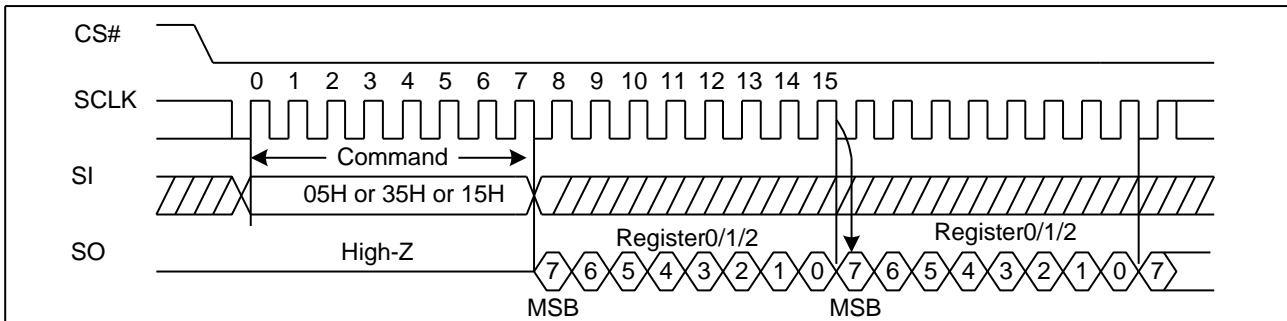 CS#
0 1 2 3 4 5 6 7 8 9 10 11 12 13 14 15
SCLK
Command
SI
05H or 35H or 15H
Register0/1/2 Register0/1/2
SO
High-Z
7 6 5 4 3 2 1 0 7 6 5 4 3 2 1 0 7
MSB MSB